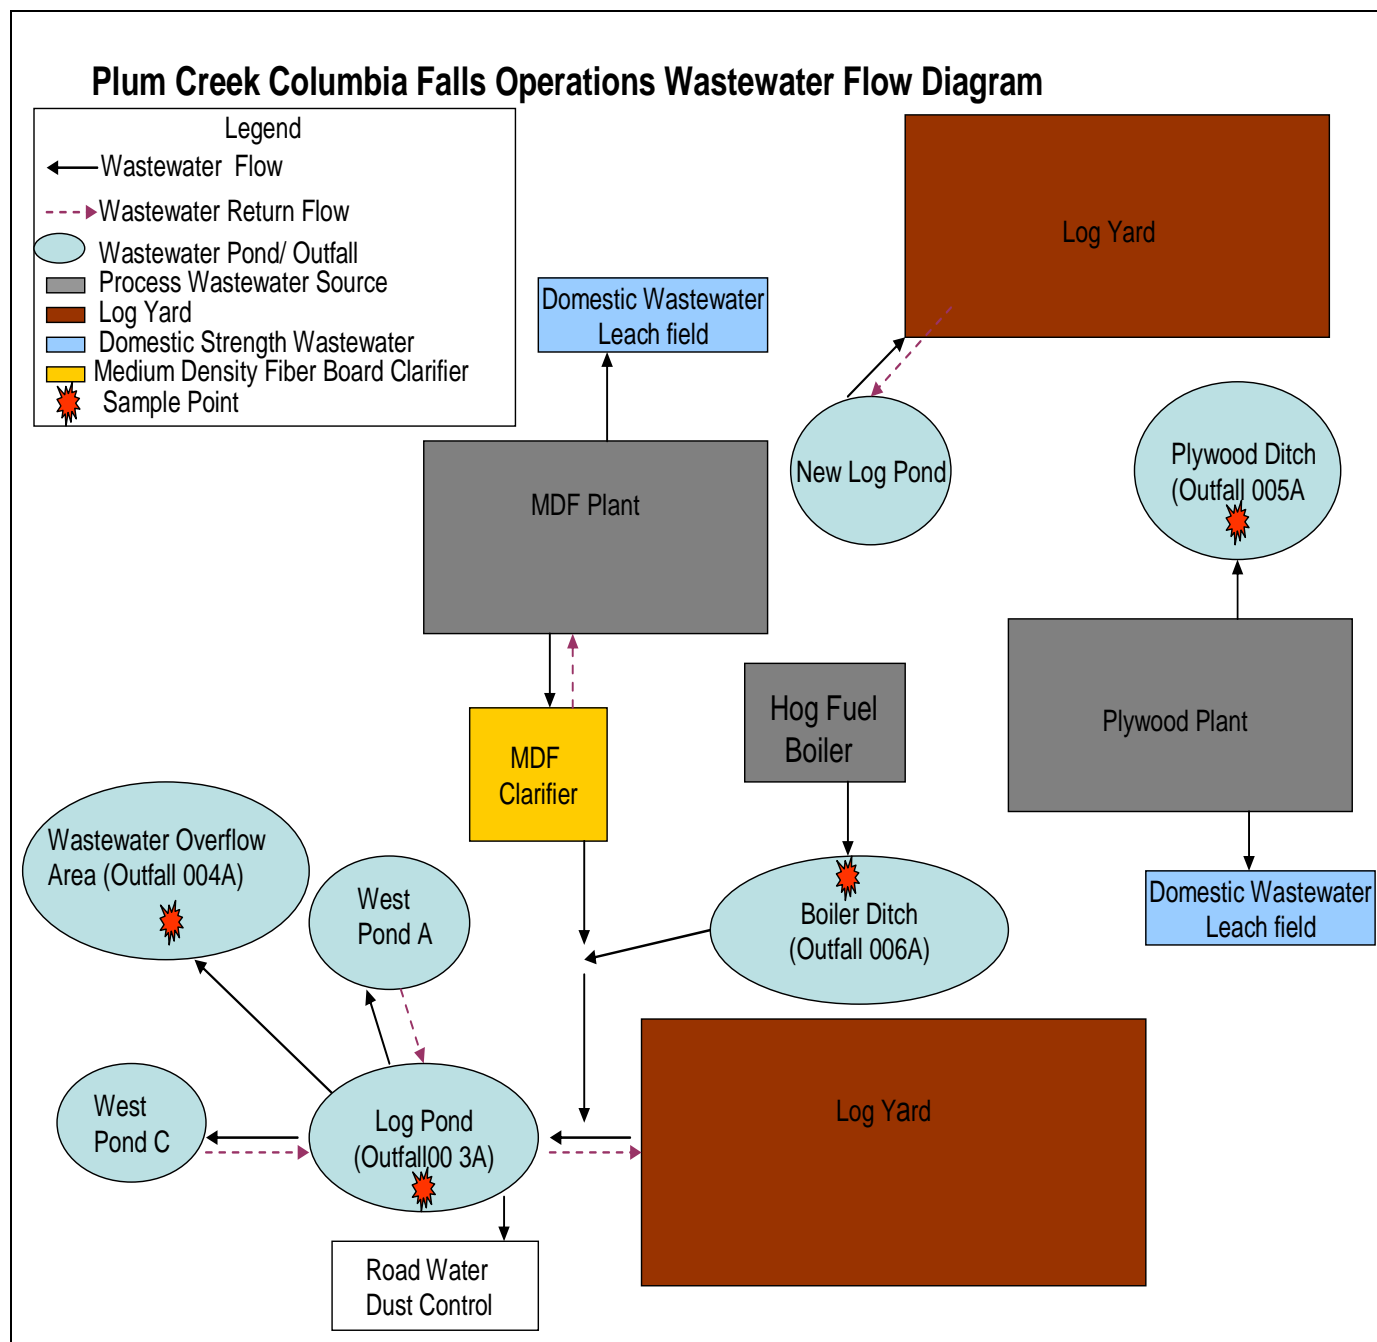 Plum Creek Columbia Falls Operations Wastewater Flow Diagram
Legend
Wastewater Flow
Wastewater Return Flow
Wastewater Pond/ Outfall
Process Wastewater Source
Log Yard
Domestic Strength Wastewater
Medium Density Fiber Board Clarifier
Sample Point
Log Yard
Domestic Wastewater
Leach field
New Log Pond
Plywood Ditch
(Outfall 005A
MDF Plant
Hog Fuel
Boiler
Plywood Plant
MDF
Clarifier
Wastewater Overflow
Area (Outfall 004A)
West
Pond A
Boiler Ditch
(Outfall 006A)
Domestic Wastewater
Leach field
West
Pond C
Log Pond
(Outfall00 3A)
Log Yard
Road Water
Dust Control